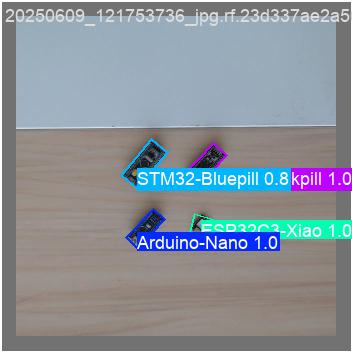 20250609_121753736_jpg.rf.23d337ae2a5
STM32-Bluepill 0.8 kpill 1.0
ESP32C3-Xiao 1.0
Arduino-Nano 1.0